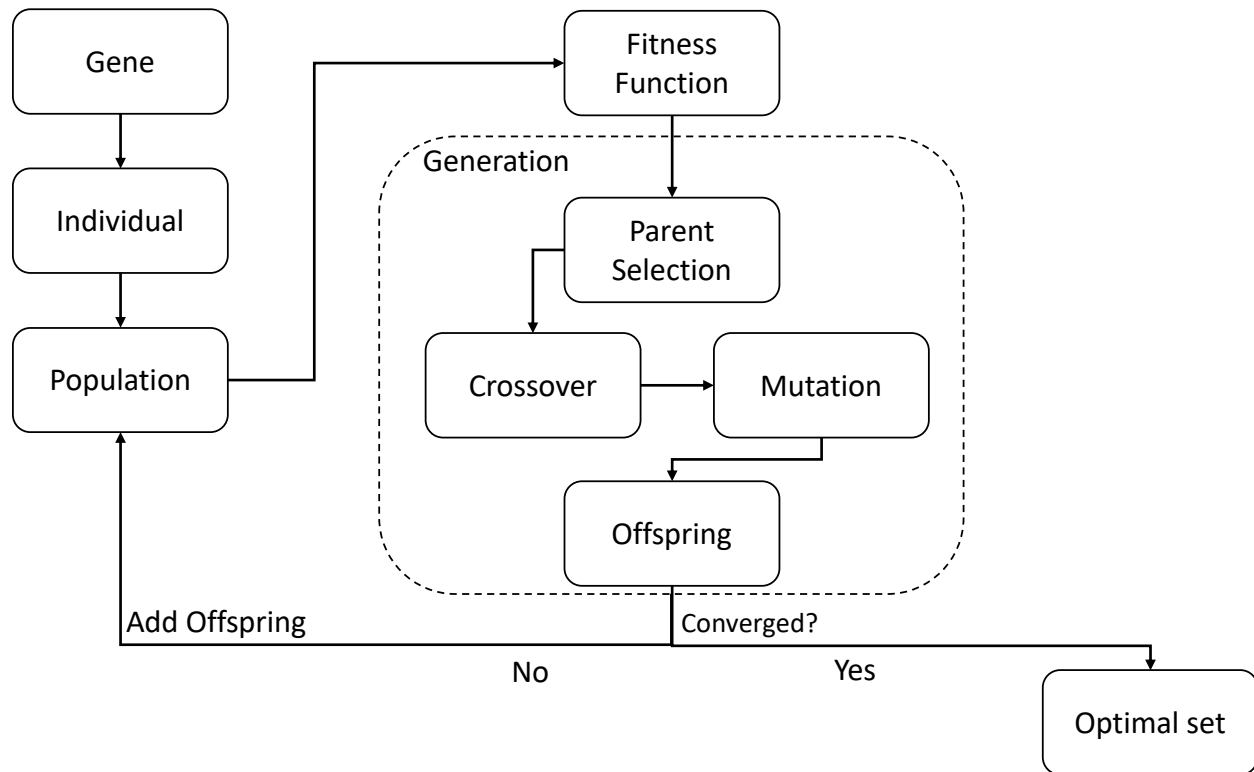 Gene
Individual
Population
Fitness
Function
Generation
Parent
Selection
Crossover
Mutation
Offspring
Add Offspring
Converged?
No
Yes
Optimal set